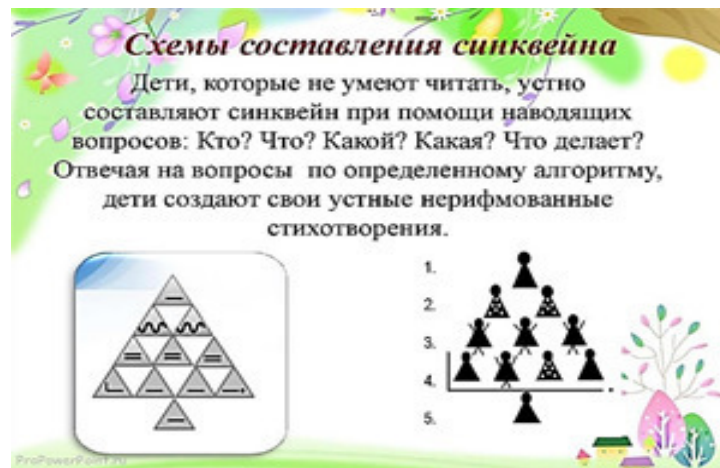 Схемы составления синквейна
Дети, которые не умеют читать, устно
составляют синквейн при помощи наводящих
вопросов: Кто? Что? Какой? Какая? Что делает?
Отвечая на вопросы по определенному алгоритму,
дети создают свои устные нерифмованные
стихотворения.
1.
2.
3.
4.
5.
ProPowerPoint.ru